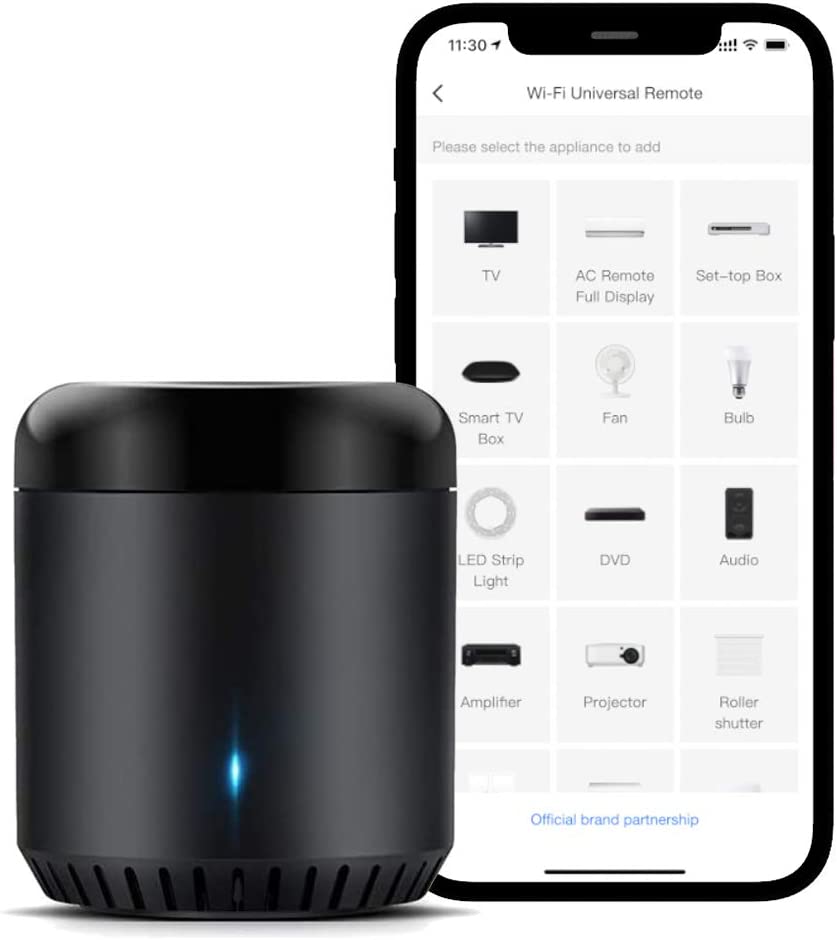 11:30
Wi-Fi Universal Remote
Please select the appliance to add
TV
AC Remote
Full Display
Set-top Box
Smart TV
Box
Fan
Bulb
LED Strip
Light
DVD
Audio
Amplifier
Projector
Roller
shutter
Official brand partnership